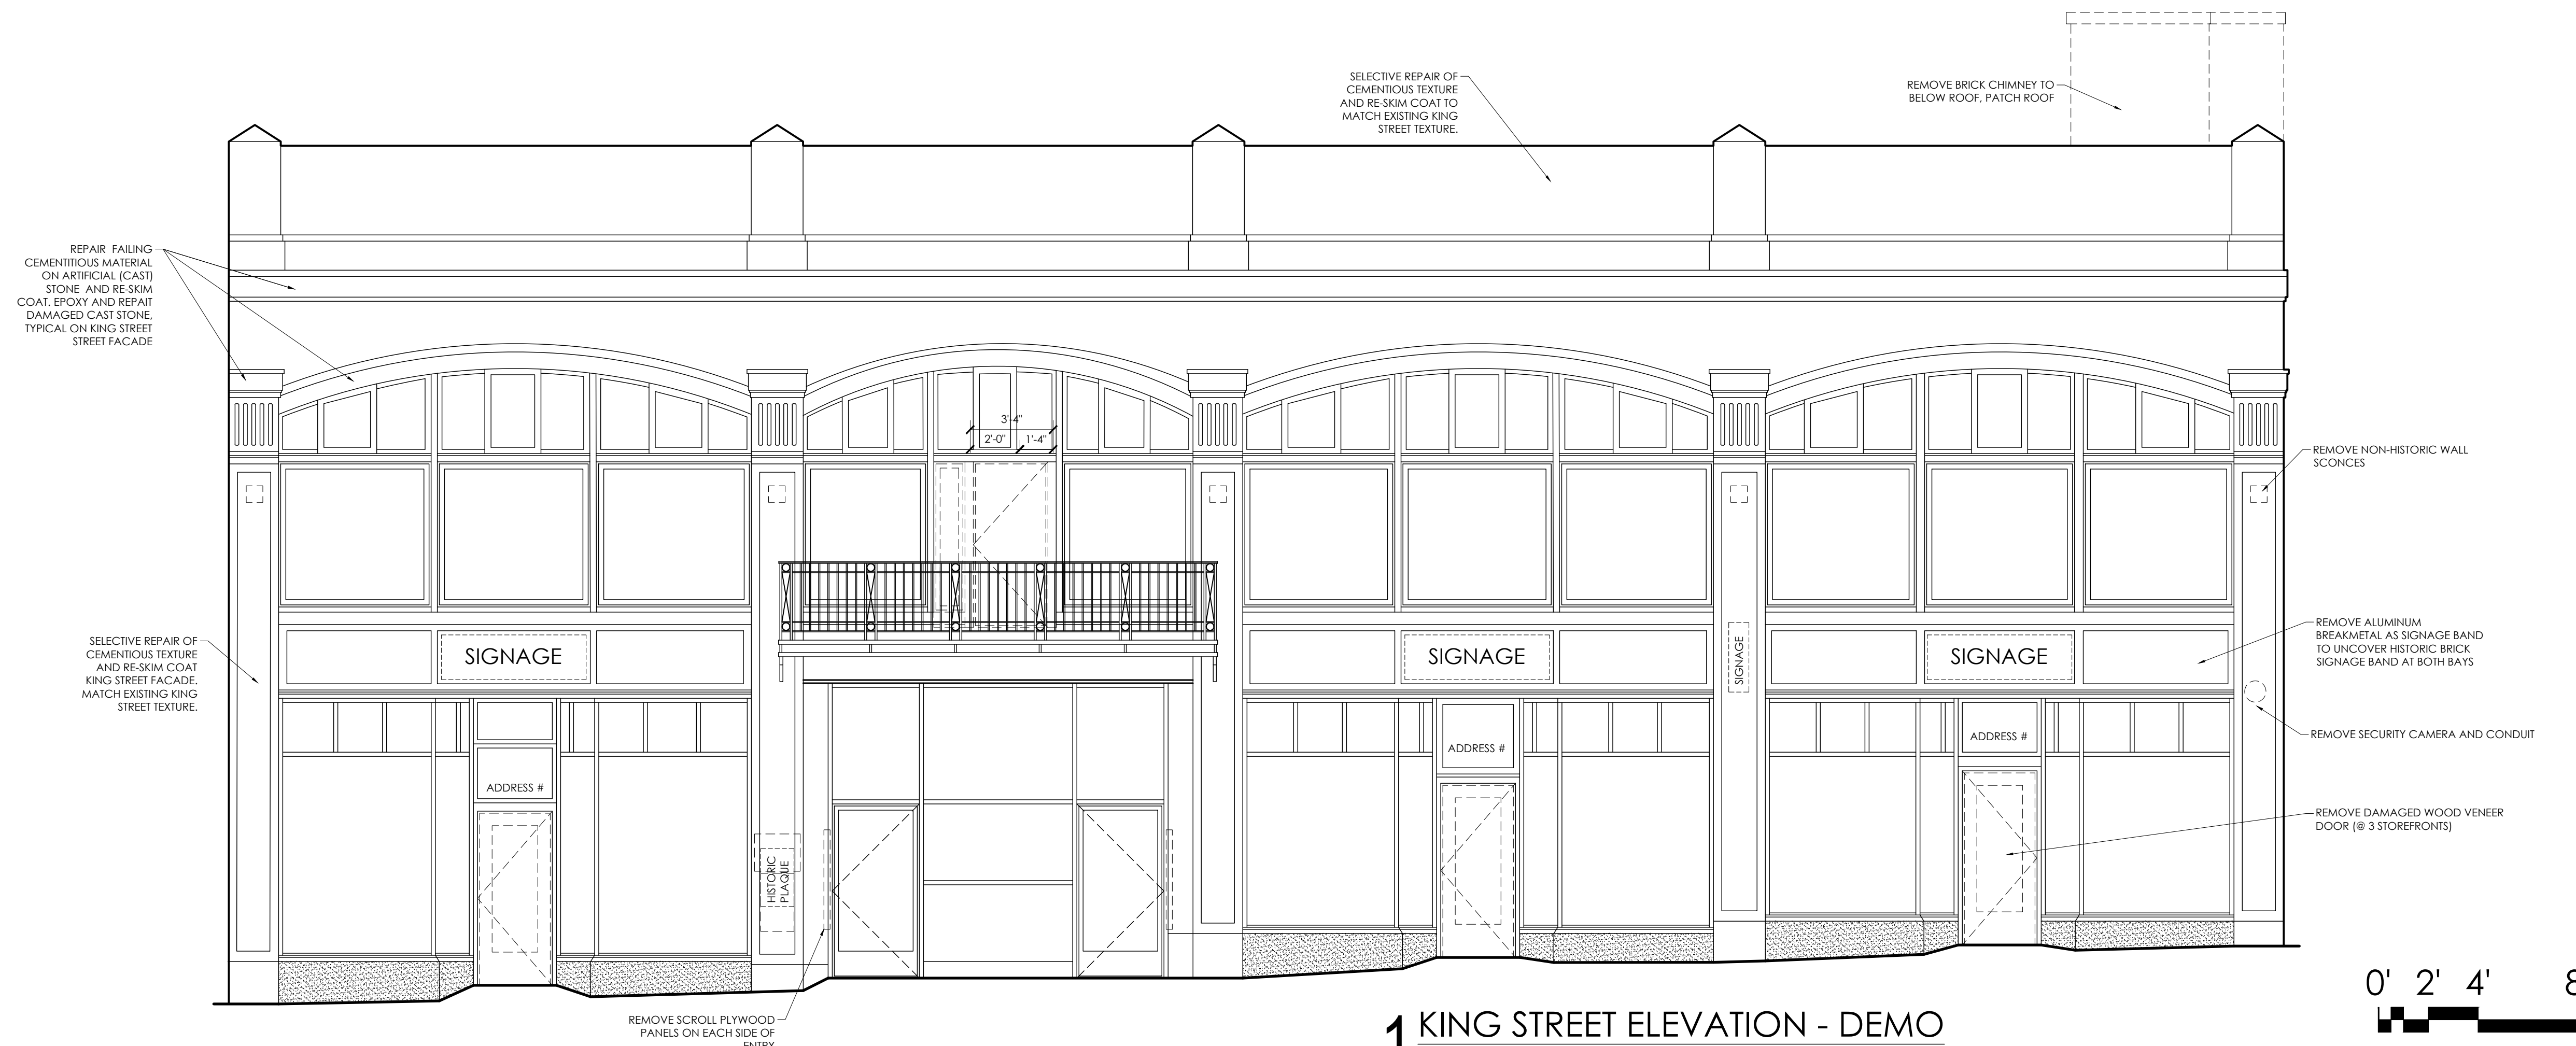 SELECTIVE REPAIR OF
CEMENTIOUS TEXTURE
AND RE-SKIM COAT TO
MATCH EXISTING KING
STREET TEXTURE.
REMOVE BRICK CHIMNEY TO
BELOW ROOF, PATCH ROOF
REPAIR FAILING
CEMENTITIOUS MATERIAL
ON ARTIFICIAL (CAST)
STONE AND RE-SKIM
COAT. EPOXY AND REPAIT
DAMAGED CAST STONE,
TYPICAL ON KING STREET
STREET FACADE
3'-4"
2'-0" 1'-4"
REMOVE NON-HISTORIC WALL
SCONCES
SELECTIVE REPAIR OF
CEMENTIOUS TEXTURE
AND RE-SKIM COAT
KING STREET FACADE.
MATCH EXISTING KING
STREET TEXTURE.
SIGNAGE
SIGNAGE
SIGNAGE
SIGNAGE
REMOVE ALUMINUM
BREAKMETAL AS SIGNAGE BAND
TO UNCOVER HISTORIC BRICK
SIGNAGE BAND AT BOTH BAYS
REMOVE SECURITY CAMERA AND CONDUIT
ADDRESS #
ADDRESS #
ADDRESS #
REMOVE DAMAGED WOOD VENEER
DOOR (@ 3 STOREFRONTS)
HISTORIC
PLAQUE
REMOVE SCROLL PLYWOOD
PANELS ON EACH SIDE OF
ENTRY
1 KING STREET ELEVATION - DEMO
0' 2' 4' 8